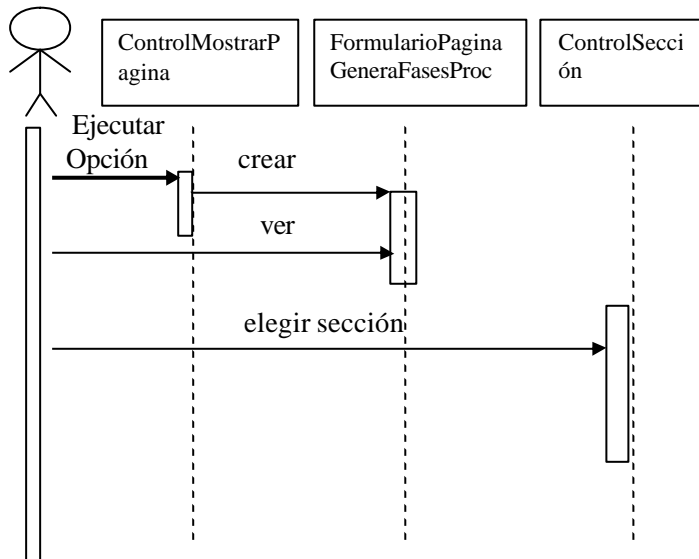 ControlMostrarP
agina
FormularioPagina
GeneraFasesProc
ControlSecci
ón
Ejecutar
Opción
crear
ver
elegir sección